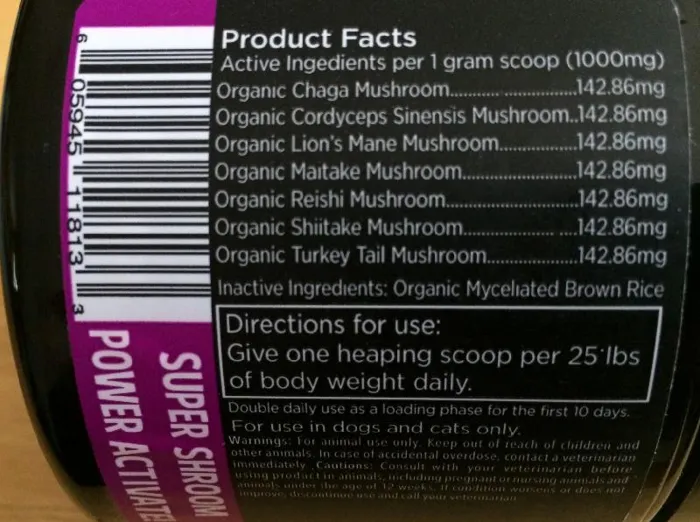 Product Facts
Active Ingedients per 1 gram scoop (1000mg)
Organic Chaga Mushroom..........................142.86mg
Organic Cordyceps Sinensis Mushroom..142.86mg
Organic Lion's Mane Mushroom................142.86mg
Organic Maitake Mushroom.......................142.86mg
Organic Reishi Mushroom..........................142.86mg
Organic Shiitake Mushroom.......................142.86mg
Organic Turkey Tail Mushroom..................142.86mg
Inactive Ingredients: Organic Myceliated Brown Rice
Directions for use:
Give one heaping scoop per 25 lbs
of body weight daily.
Double daily use as a loading phase for the first 10 days.
For use in dogs and cats only.
Warnings: For animal use only. Keep out of reach of children and
other animals. In case of accidental overdose, contact a veterinarian
immediately. Cautions: Consult with your veterinarian before
using product in animals, including pregnant or nursing animals and
animals under the age of 12 weeks. If condition worsens or does not
improve, discontinue use and call your veterinarian.
6 05945 11813 3
SUPER SHROOM
POWER ACTIVATE